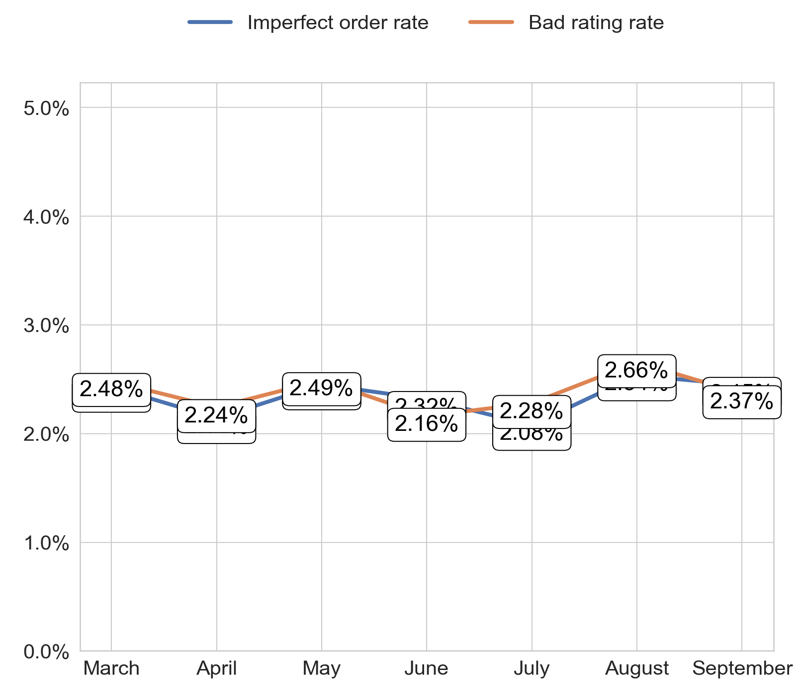 Imperfect order rate
Bad rating rate
5.0%
4.0%
3.0%
2.0%
1.0%
0.0%
2.48%
2.24%
2.49%
2.32%
2.16%
2.28%
2.08%
2.66%
2.37%
March
April
May
June
July
August
September